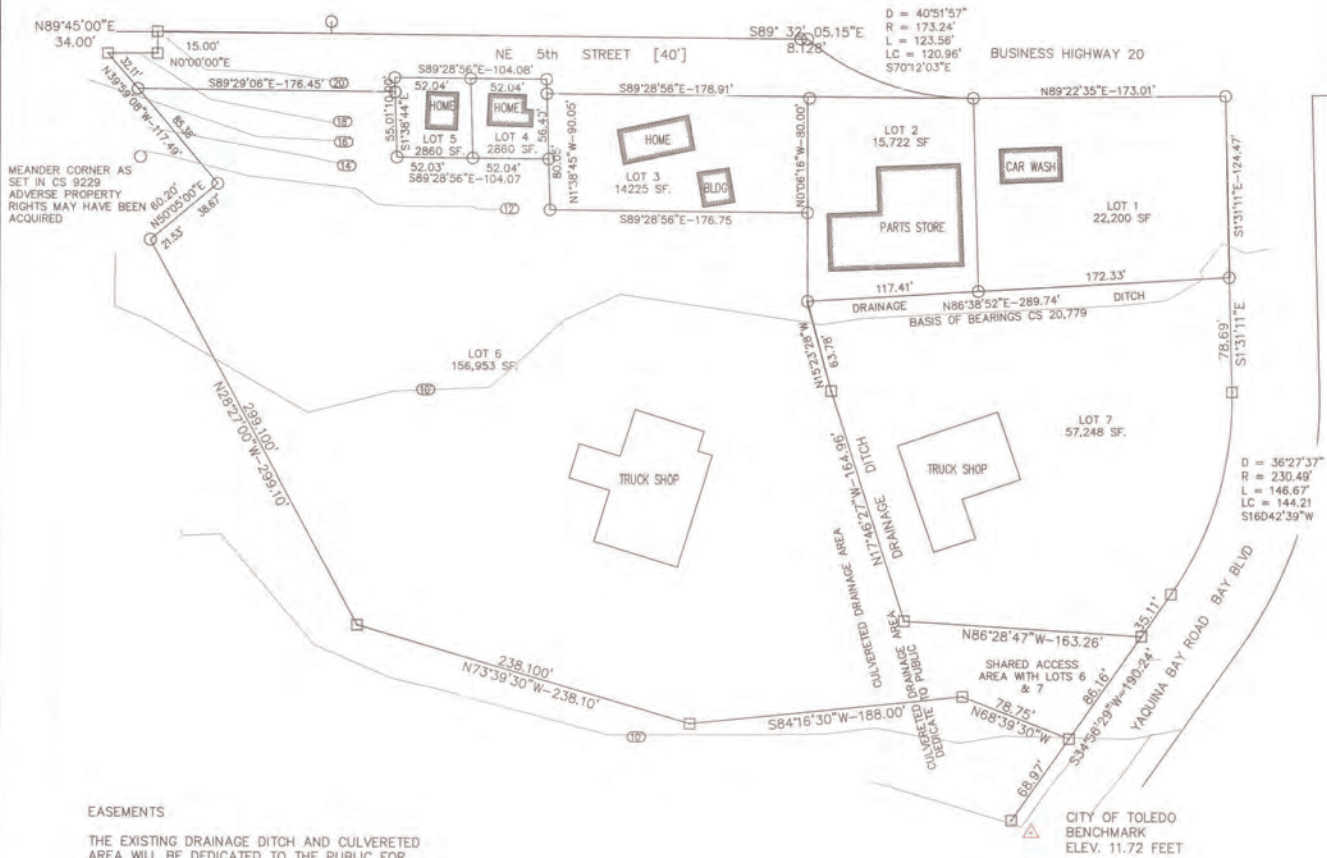 N89°45'00"E
34.00'
15.00'
N0°00'00"E
S89° 32' 05.15"E
8.128'
D = 40°51'57"
R = 173.24'
L = 123.56'
LC = 120.96'
S70°12'03"E
BUSINESS HIGHWAY 20
NE 5th STREET [40']
S89°28'56"E-104.08'
32.11'
N39°59'08"W-117.49'
85.38'
S89°29'06"E-176.45'
20
18
16
14
12
52.04'
52.04'
S89°28'56"E-178.91'
N89°22'35"E-173.01'
55.01'
S1°38'44"E
HOME
HOME
56.40'
80.05'
N1°38'45"W-90.05'
HOME
LOT 5
2860 SF.
LOT 4
2860 SF.
52.03'
52.04'
S89°28'56"E-104.07
LOT 3
14225 SF.
BLDG
S89°28'56"E-176.75
N0°06'16"W-80.00'
LOT 2
15,722 SF
CAR WASH
PARTS STORE
LOT 1
22,200 SF
S1°31'11"E-124.47'
MEANDER CORNER AS
SET IN CS 9229
ADVERSE PROPERTY
RIGHTS MAY HAVE BEEN
ACQUIRED
60.20'
N50°05'00"E
38.67'
21.53'
117.41'
172.33'
DRAINAGE
N86°38'52"E-289.74'
DITCH
BASIS OF BEARINGS CS 20,779
N15°23'28"W
63.78'
78.69'
S1°31'11"E
LOT 6
156,953 SF.
10
299.100'
N28°27'00"W-299.10'
TRUCK SHOP
LOT 7
57,248 SF.
TRUCK SHOP
CULVERETED DRAINAGE AREA
N17°46'27"W-164.96'
DRAINAGE DITCH
D = 36°27'37"
R = 230.49'
L = 146.67'
LC = 144.21
S16D42'39"W
YAQUINA BAY ROAD BAY BLVD
35.11'
N86°28'47"W-163.26'
SHARED ACCESS
AREA WITH LOTS 6
& 7
86.16'
S34°56'29"W-190.24'
78.75'
N68°39'30"W
238.100'
N73°39'30"W-238.10'
S84°16'30"W-188.00'
CULVERETED DRAINAGE AREA
DEDICATE TO PUBLIC
10
68.97'
CITY OF TOLEDO
BENCHMARK
ELEV. 11.72 FEET
EASEMENTS
THE EXISTING DRAINAGE DITCH AND CULVERETED
AREA WILL BE DEDICATED TO THE PUBLIC FOR